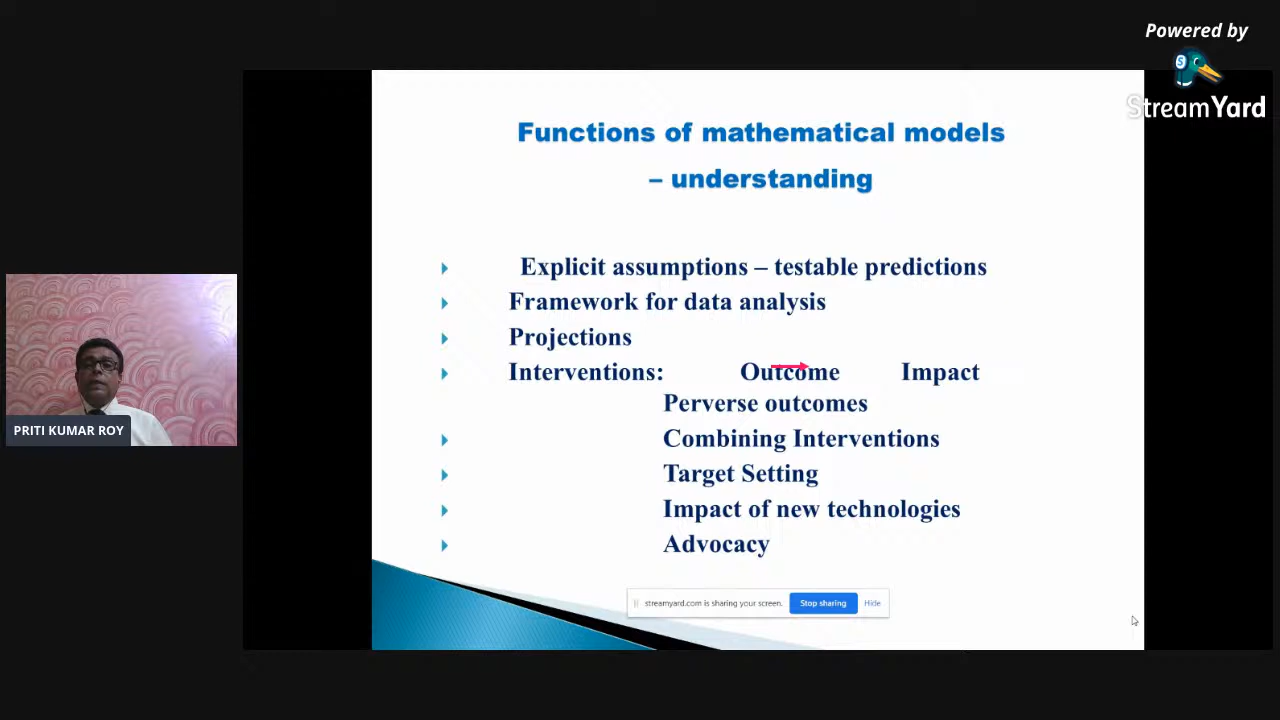 Powered by
StreamYard
Functions of mathematical models
– understanding
Explicit assumptions – testable predictions
Framework for data analysis
Projections
Interventions: Outcome Impact
Perverse outcomes
Combining Interventions
Target Setting
Impact of new technologies
Advocacy
PRITI KUMAR ROY
streamyard.com is sharing your screen. Stop sharing Hide